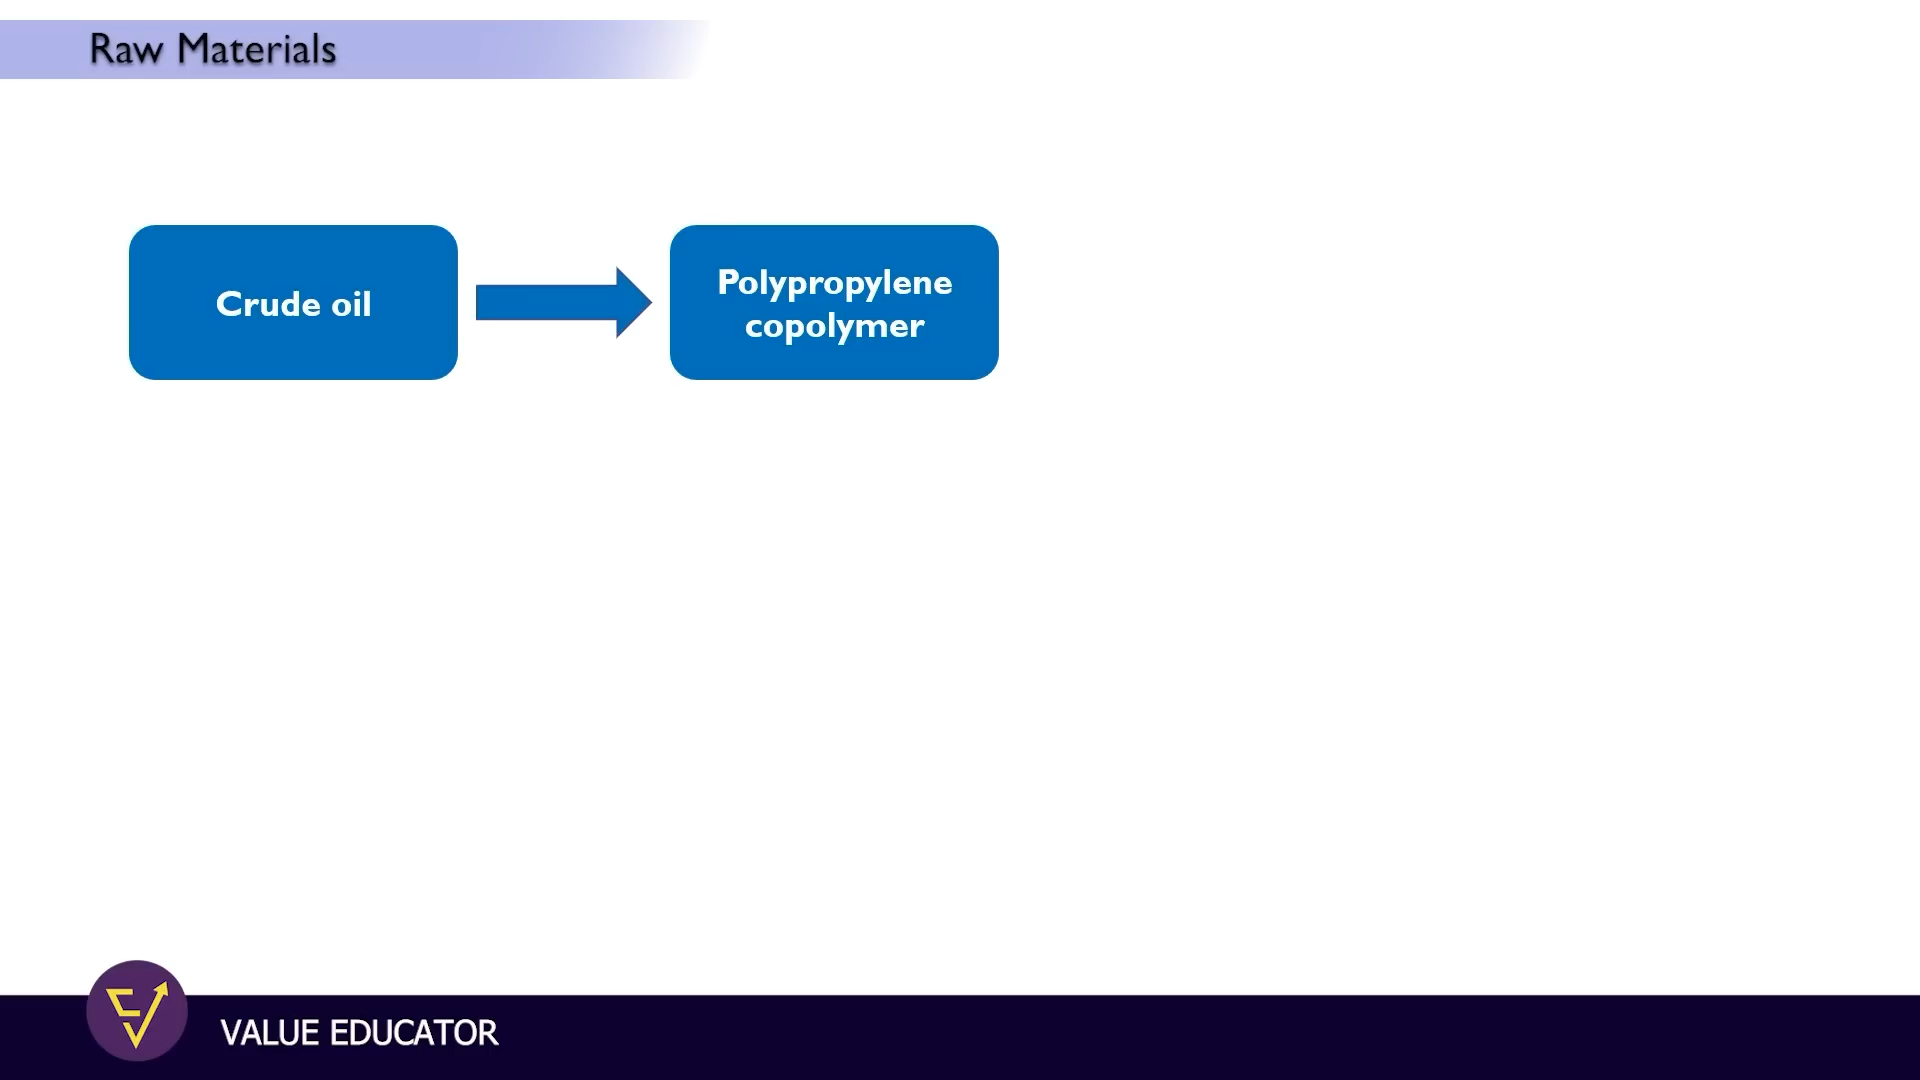 Raw Materials
Crude oil
Polypropylene
copolymer
VALUE EDUCATOR